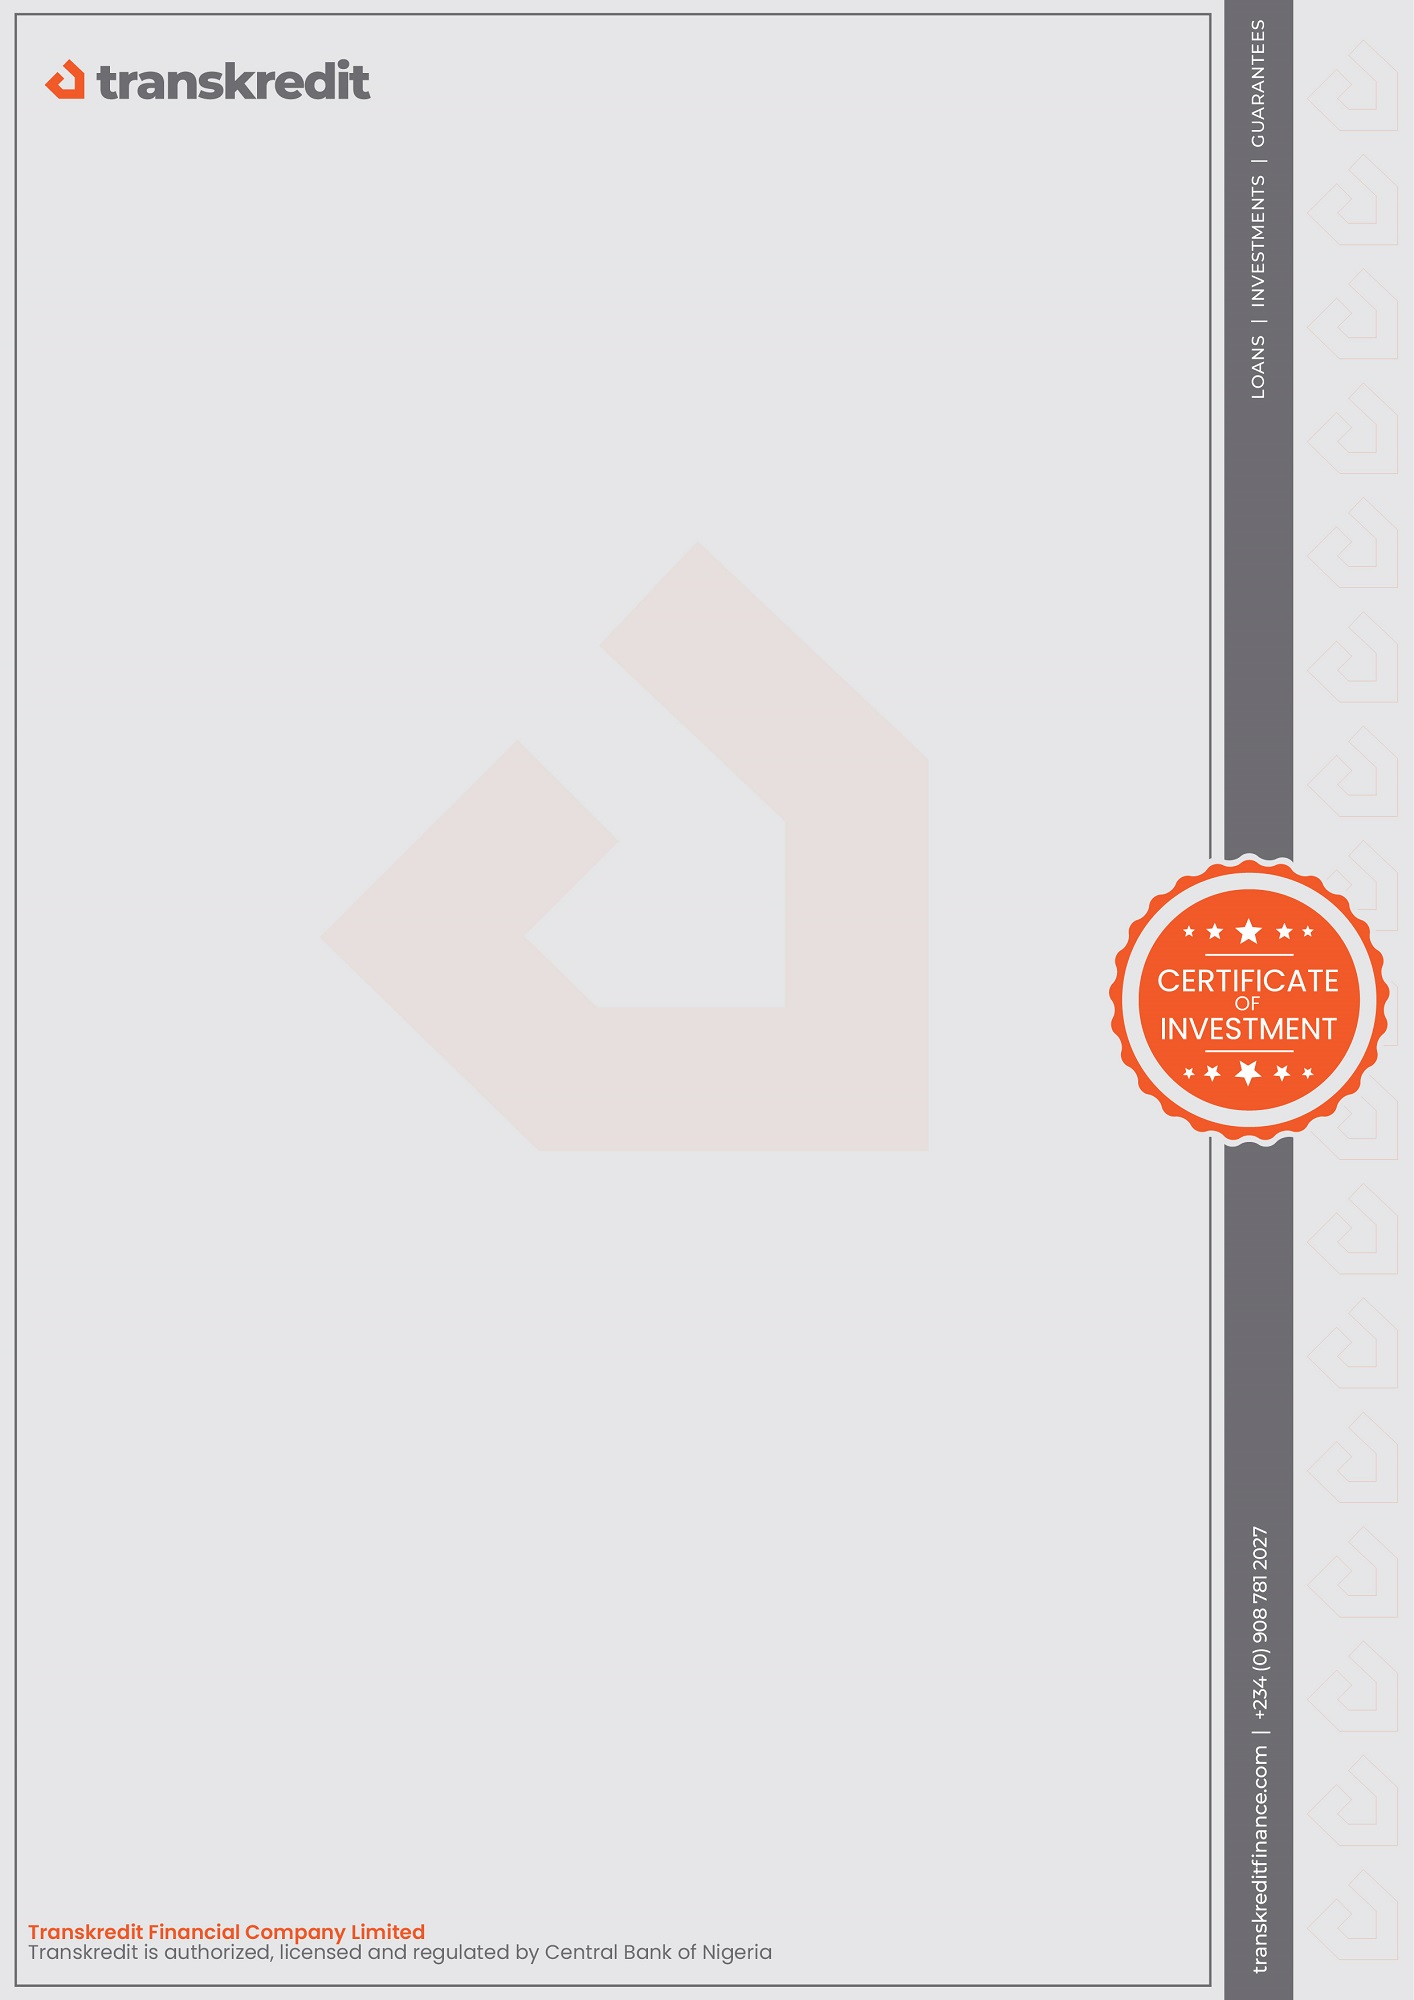 transkredit
LOANS | INVESTMENTS | GUARANTEES
CERTIFICATE
OF
INVESTMENT
transkreditfinance.com | +234 (0) 908 781 2027
Transkredit Financial Company Limited
Transkredit is authorized, licensed and regulated by Central Bank of Nigeria